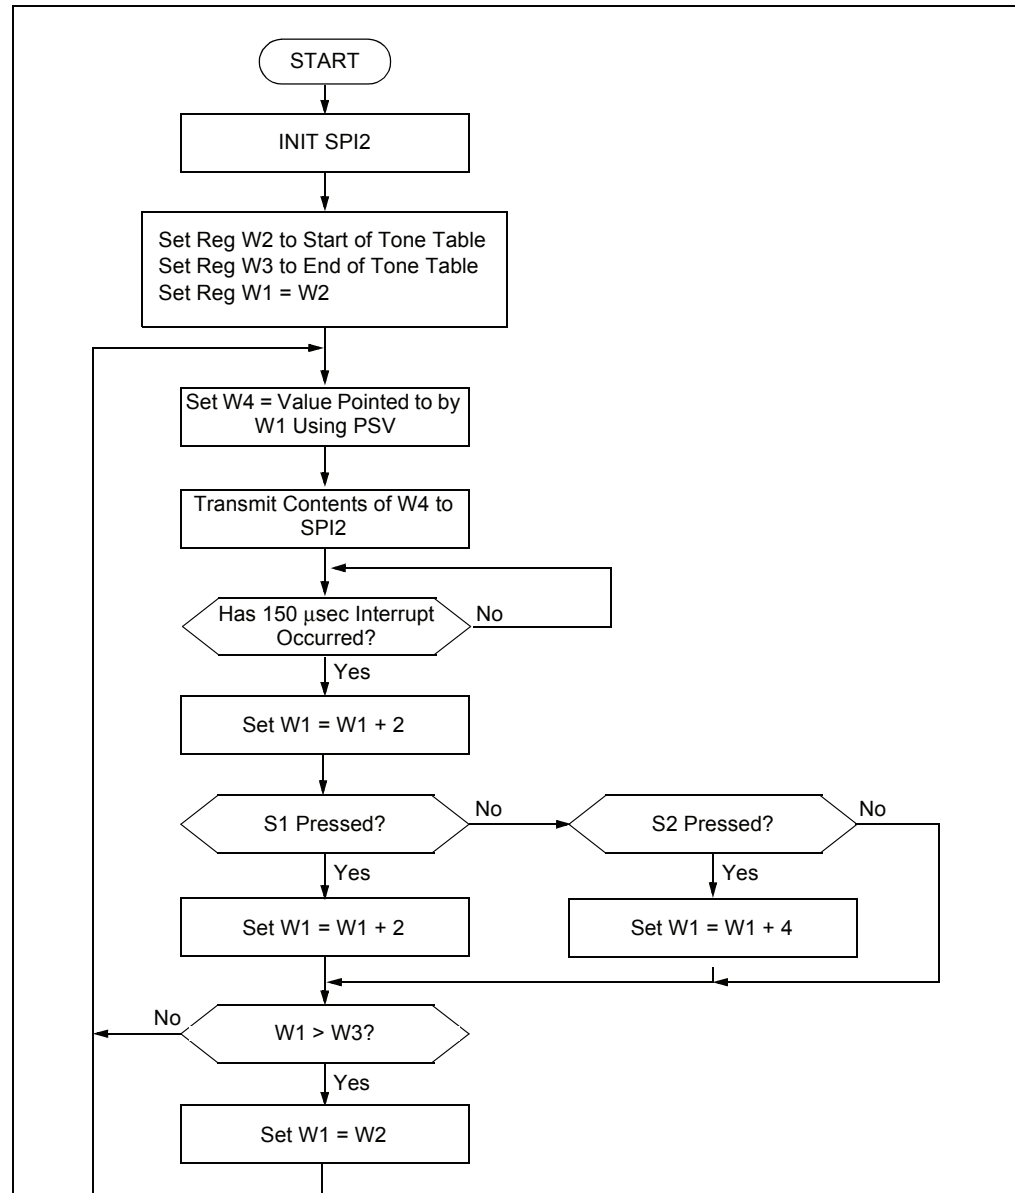 START
INIT SPI2
Set Reg W2 to Start of Tone Table
Set Reg W3 to End of Tone Table
Set Reg W1 = W2
Set W4 = Value Pointed to by
W1 Using PSV
Transmit Contents of W4 to
SPI2
Has 150 μsec Interrupt
Occurred?
No
Yes
Set W1 = W1 + 2
S1 Pressed?
No
S2 Pressed?
No
Yes
Yes
Set W1 = W1 + 2
Set W1 = W1 + 4
No
W1 > W3?
Yes
Set W1 = W2